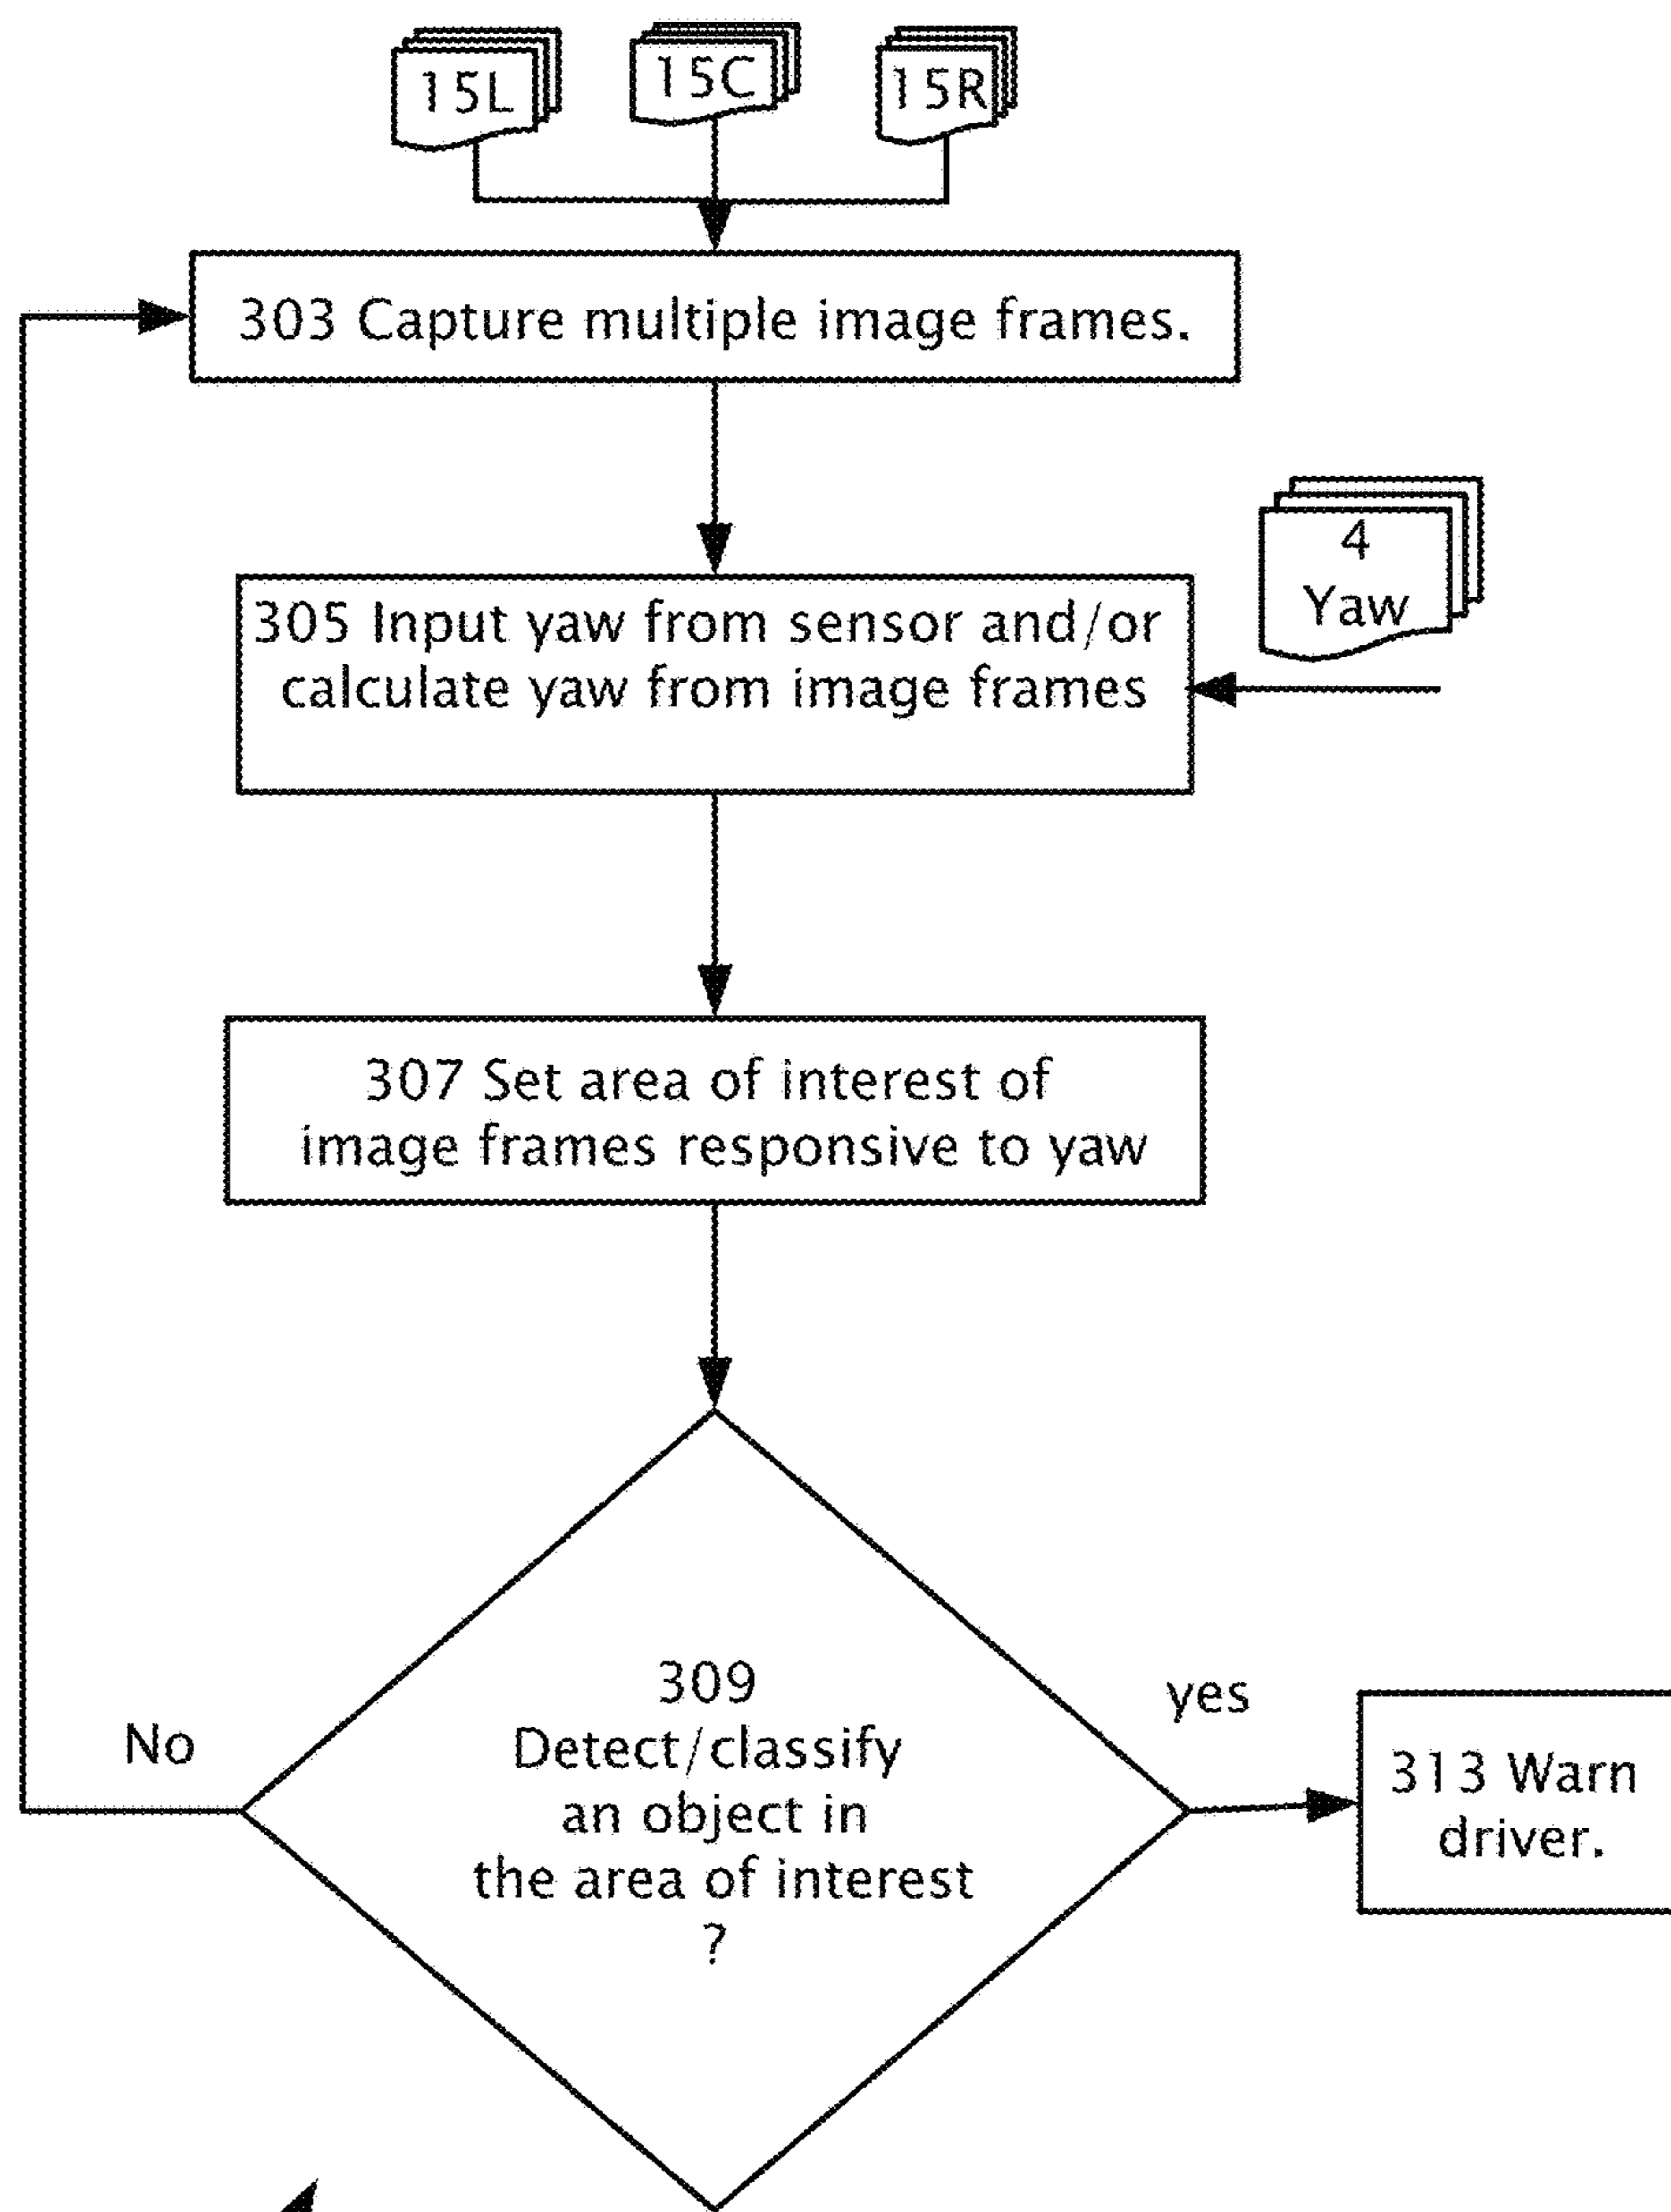 15L
15C
15R
303 Capture multiple image frames.
4
Yaw
305 Input yaw from sensor and/or
calculate yaw from image frames
307 Set area of interest of
image frames responsive to yaw
309
Detect/classify
an object in
the area of interest
?
No
yes
313 Warn
driver.